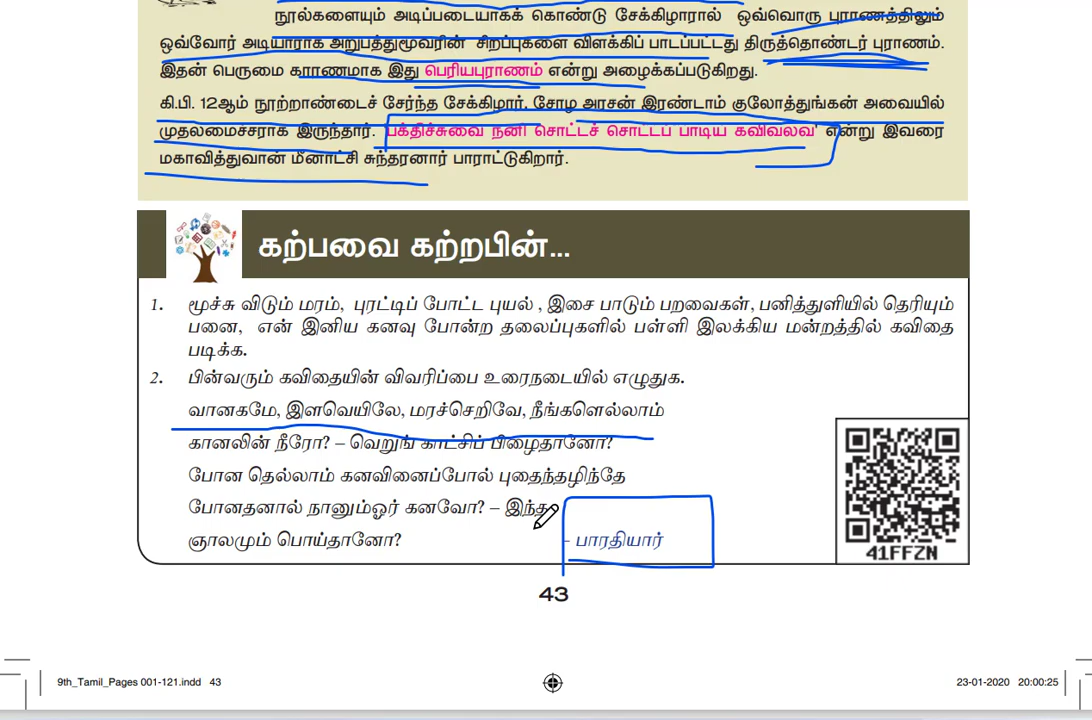 நூல்களையும் அடிப்படையாகக் கொண்டு சேக்கிழாரால் ஒவ்வொரு புராணத்திலும்
ஒவ்வோர் அடியாராக அறுபத்துமூவரின் சிறப்புகளை விளக்கிப் பாடப்பட்டது திருத்தொண்டர் புராணம்.
இதன் பெருமை காரணமாக இது பெரியபுராணம் என்று அழைக்கப்படுகிறது.
கி.பி. 12ஆம் நூற்றாண்டைச் சேர்ந்த சேக்கிழார், சோழ அரசன் இரண்டாம் குலோத்துங்கன் அவையில்
முதலமைச்சராக இருந்தார். 'பக்திச்சுவை நனி சொட்டச் சொட்டப் பாடிய கவிவலவ' என்று இவரை
மகாவித்துவான் மீனாட்சி சுந்தரனார் பாராட்டுகிறார்.
கற்பவை கற்றபின்...
1. மூச்சு விடும் மரம், புரட்டிப் போட்ட புயல் , இசை பாடும் பறவைகள், பனித்துளியில் தெரியும்
பனை, என் இனிய கனவு போன்ற தலைப்புகளில் பள்ளி இலக்கிய மன்றத்தில் கவிதை
படிக்க.
2. பின்வரும் கவிதையின் விவரிப்பை உரைநடையில் எழுதுக.
வானகமே, இளவெயிலே, மரச்செறிவே, நீங்களெல்லாம்
கானலின் நீரோ? – வெறுங் காட்சிப் பிழைதானோ?
போன தெல்லாம் கனவினைப்போல் புதைந்தழிந்தே
போனதனால் நானும்ஓர் கனவோ? – இந்த
ஞாலமும் பொய்தானோ? - பாரதியார்
41FFZN
43
9th_Tamil_Pages 001-121.indd 43 23-01-2020 20:00:25